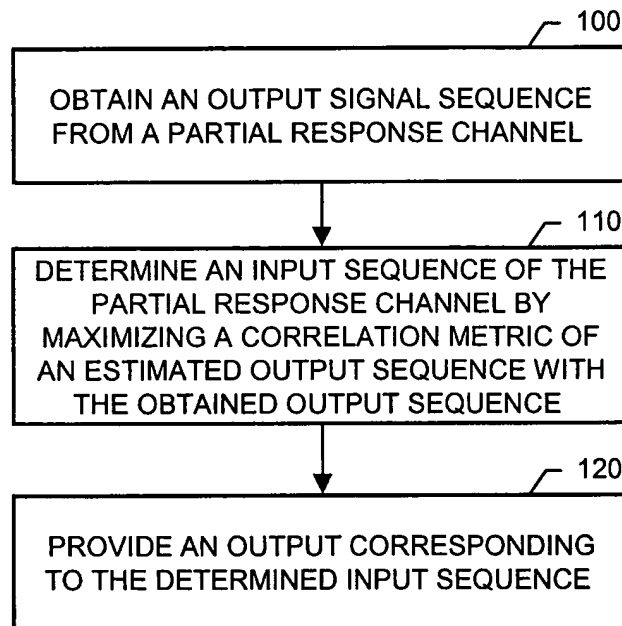 100
OBTAIN AN OUTPUT SIGNAL SEQUENCE
FROM A PARTIAL RESPONSE CHANNEL
110
DETERMINE AN INPUT SEQUENCE OF THE
PARTIAL RESPONSE CHANNEL BY
MAXIMIZING A CORRELATION METRIC OF
AN ESTIMATED OUTPUT SEQUENCE WITH
THE OBTAINED OUTPUT SEQUENCE
120
PROVIDE AN OUTPUT CORRESPONDING
TO THE DETERMINED INPUT SEQUENCE